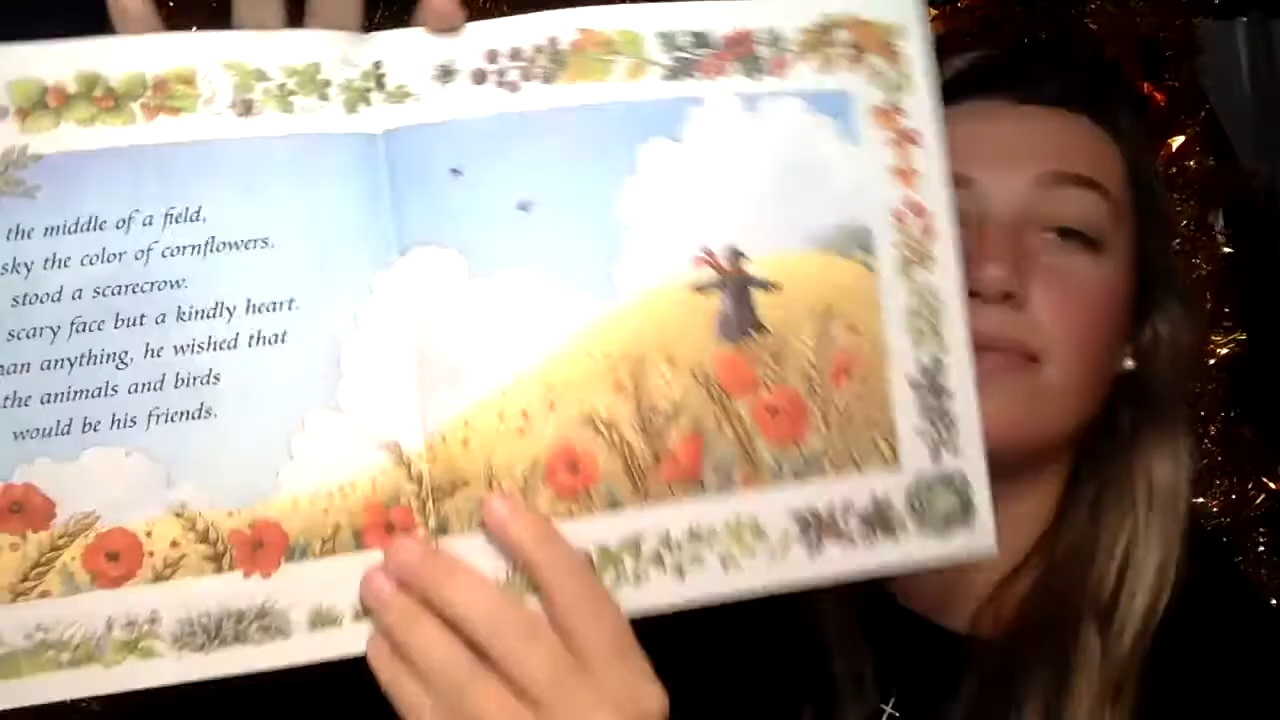 the middle of a field,
sky the color of cornflowers,
stood a scarecrow.
scary face but a kindly heart.
anything, he wished that
the animals and birds
would be his friends.